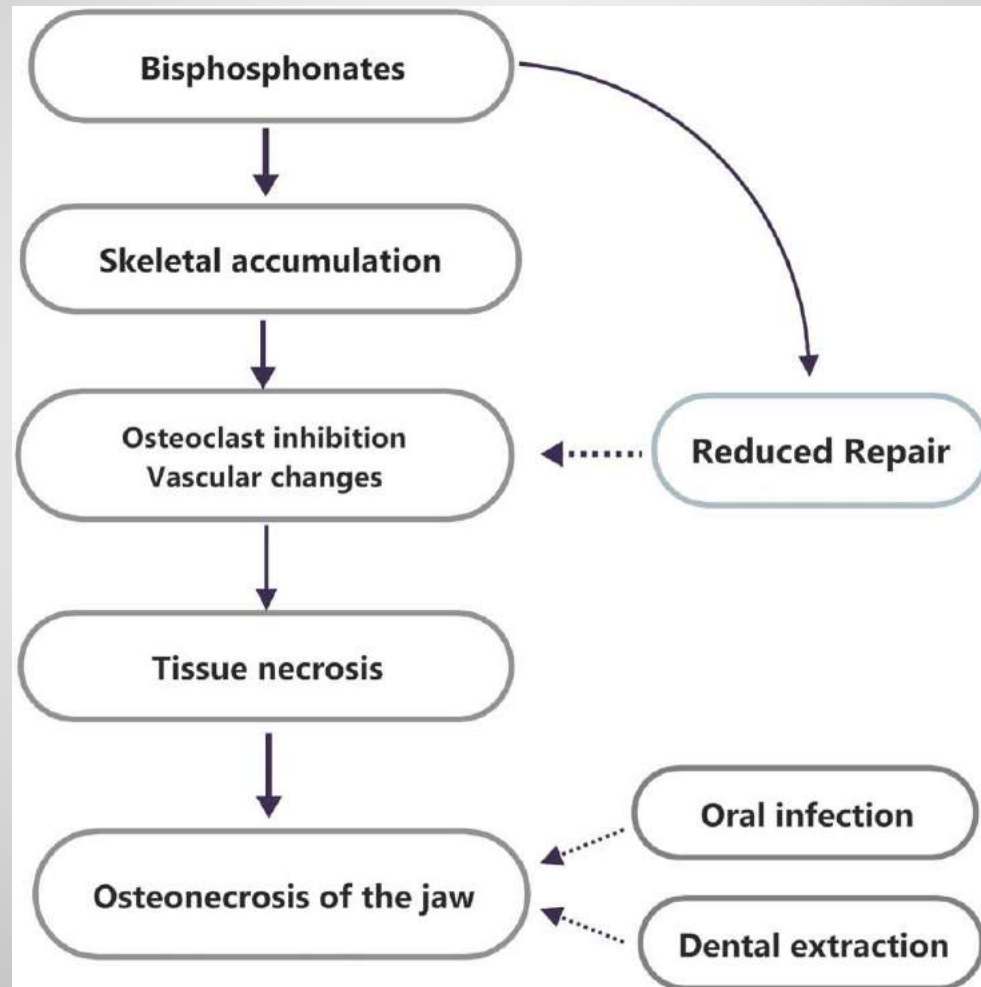 Bisphosphonates
Skeletal accumulation
Osteoclast inhibition
Vascular changes
Reduced Repair
Tissue necrosis
Oral infection
Osteonecrosis of the jaw
Dental extraction